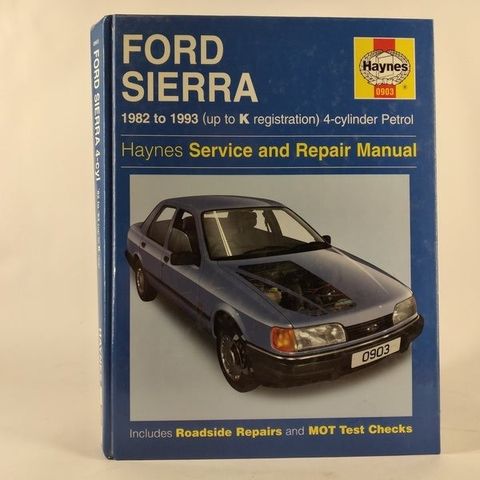 FORD
SIERRA
1982 to 1993 (up to K registration) 4-cylinder Petrol
Haynes Service and Repair Manual
Haynes
0903
®
0903
Includes Roadside Repairs and MOT Test Checks
FORD SIERRA 4-cyl